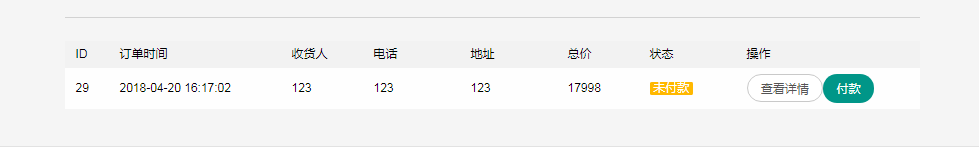 ID 订单时间 收货人 电话 地址 总价 状态 操作
29 2018-04-20 16:17:02 123 123 123 17998 未付款 查看详情 付款